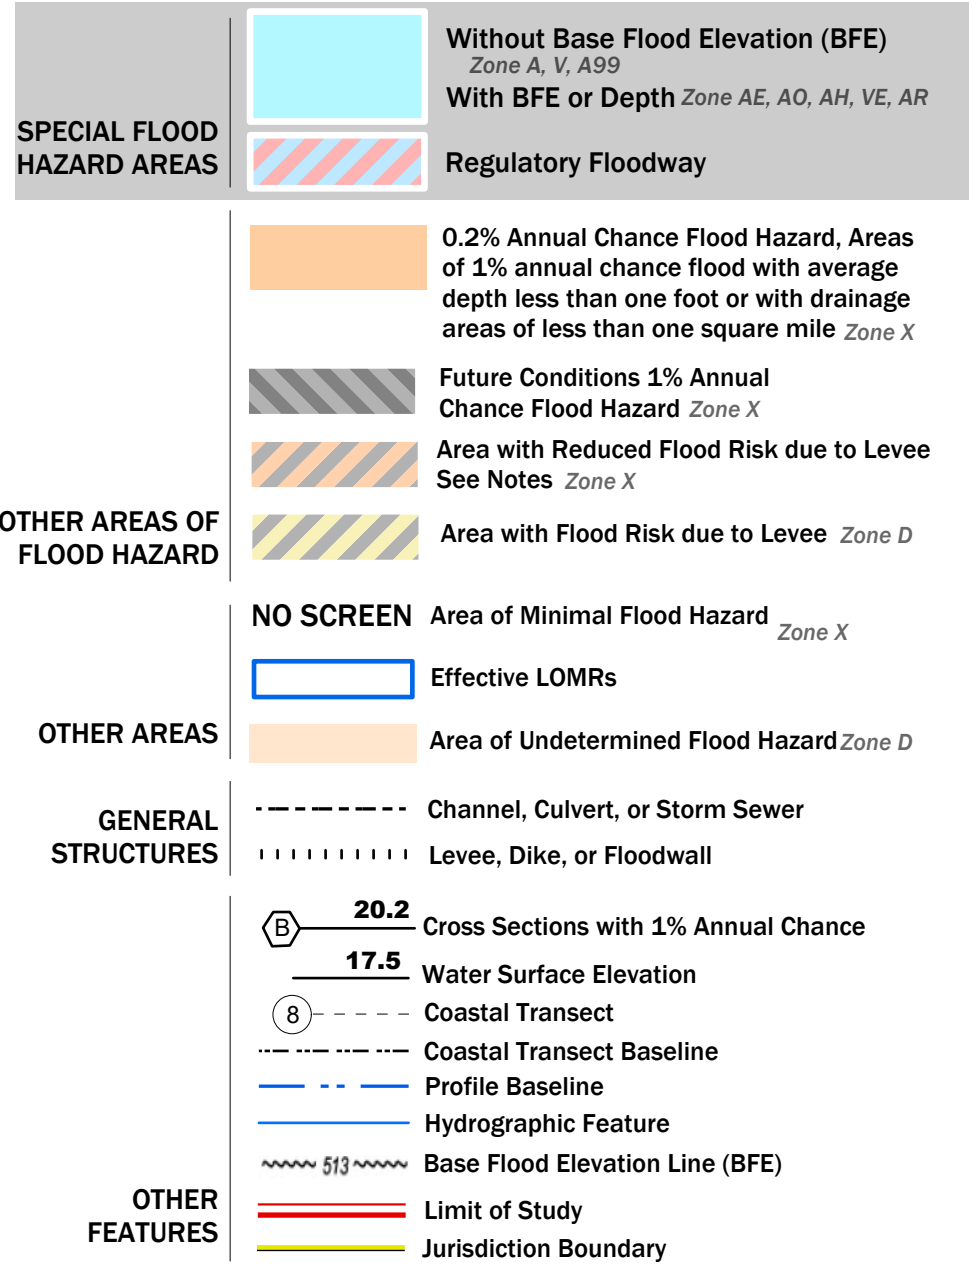 SPECIAL FLOOD
HAZARD AREAS
Without Base Flood Elevation (BFE)
Zone A, V, A99
With BFE or Depth Zone AE, AO, AH, VE, AR
Regulatory Floodway
OTHER AREAS OF
FLOOD HAZARD
0.2% Annual Chance Flood Hazard, Areas
of 1% annual chance flood with average
depth less than one foot or with drainage
areas of less than one square mile Zone X
Future Conditions 1% Annual
Chance Flood Hazard Zone X
Area with Reduced Flood Risk due to Levee
See Notes Zone X
Area with Flood Risk due to Levee Zone D
OTHER AREAS
NO SCREEN Area of Minimal Flood Hazard Zone X
Effective LOMRs
Area of Undetermined Flood Hazard Zone D
GENERAL
STRUCTURES
Channel, Culvert, or Storm Sewer
Levee, Dike, or Floodwall
OTHER
FEATURES
B 20.2 Cross Sections with 1% Annual Chance
17.5 Water Surface Elevation
8 Coastal Transect
Coastal Transect Baseline
Profile Baseline
Hydrographic Feature
513 Base Flood Elevation Line (BFE)
Limit of Study
Jurisdiction Boundary